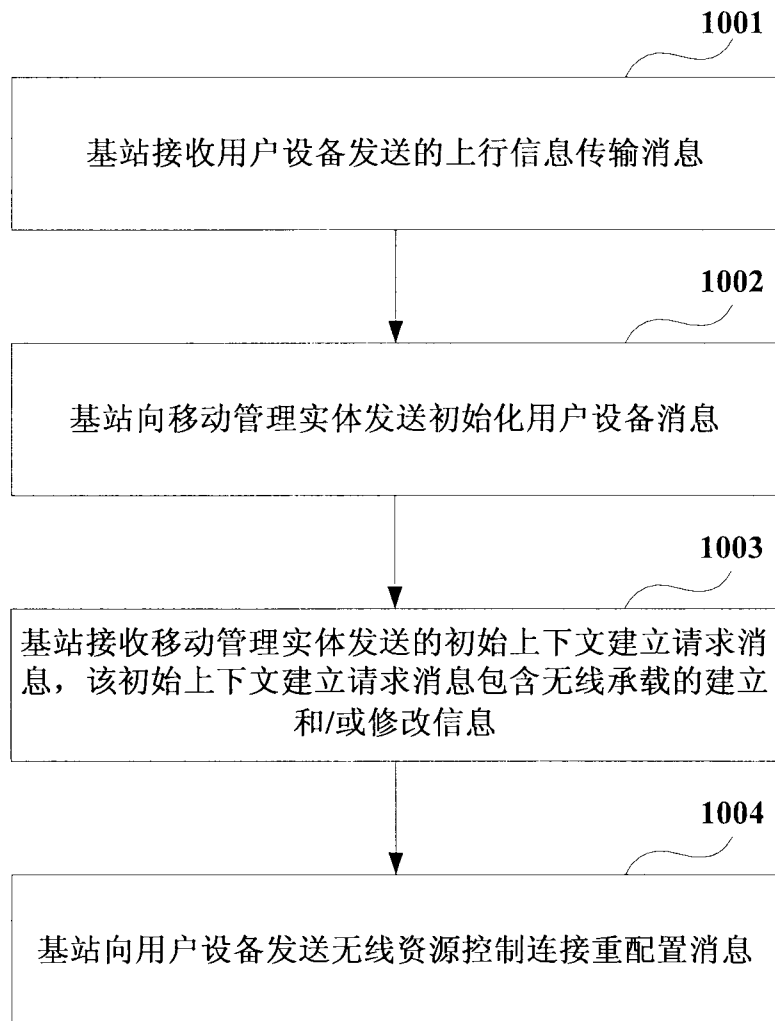 1001
基站接收用户设备发送的上行信息传输消息
1002
基站向移动管理实体发送初始化用户设备消息
1003
基站接收移动管理实体发送的初始上下文建立请求消
息，该初始上下文建立请求消息包含无线承载的建立
和/或修改信息
1004
基站向用户设备发送无线资源控制连接重配置消息